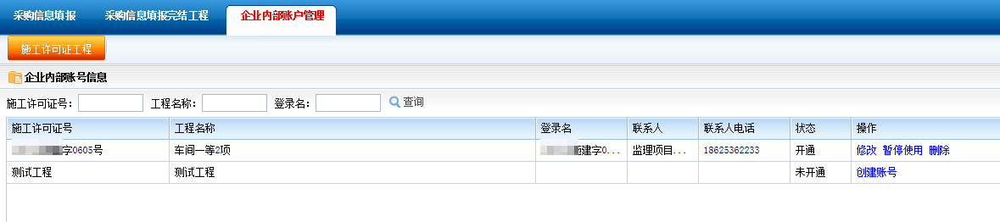 采购信息填报 采购信息填报完结工程 企业内部账户管理
施工许可证工程
企业内部账号信息
施工许可证号： 工程名称： 登录名： 查询
施工许可证号 工程名称 登录名 联系人 联系人电话 状态 操作
字0605号 车间一等2项 施建字0... 监理项目... 18625362233 开通 修改 暂停使用 删除
测试工程 测试工程 未开通 创建账号